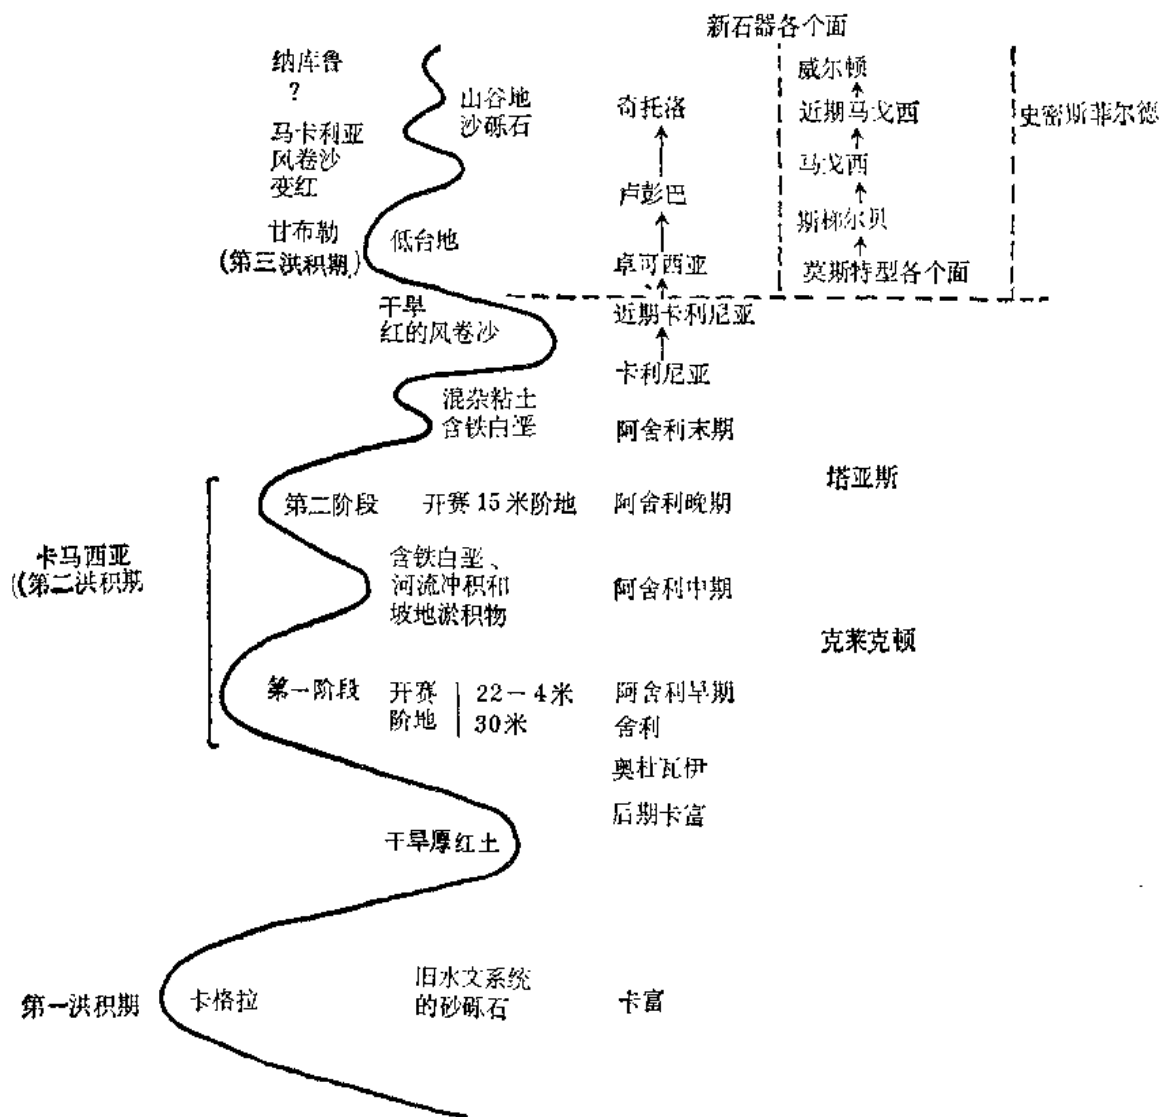 新石器各个面
纳库鲁
?
山谷地
沙砾石
奇托洛
威尔顿
近期马戈西
史密斯菲尔德
马卡利亚
风卷沙
变红
马戈西
卢彭巴
斯梯尔贝
甘布勒
(第三洪积期)
低台地
卓可西亚
莫斯特型各个面
干旱
红的风卷沙
近期卡利尼亚
卡利尼亚
混杂粘土
含铁白垩
阿舍利末期
塔亚斯
第二阶段
开赛 15 米阶地
阿舍利晚期
卡马西亚
((第二洪积期
含铁白垩、
河流冲积和
坡地淤积物
阿舍利中期
克莱克顿
第一阶段
开赛
阶地
22-4米
30米
阿舍利早期
舍利
奥杜瓦伊
后期卡富
干旱厚红土
第一洪积期
卡格拉
旧水文系统
的砂砾石
卡富